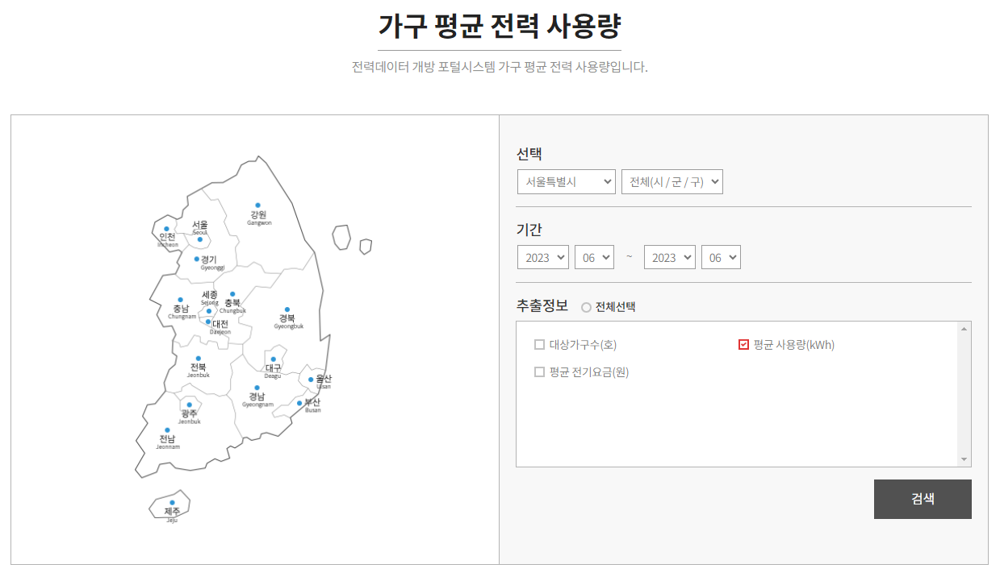 가구 평균 전력 사용량
전력데이터 개방 포털시스템 가구 평균 전력 사용량입니다.
강원
Gangwon
서울
Seoul
인천
Incheon
경기
Gyeonggi
세종
Sejong
충북
Chungbuk
충남
Chungnam
대전
Daejeon
경북
Gyeongbuk
전북
Jeonbuk
대구
Deagu
울산
Ulsan
경남
Gyeongnam
부산
Busan
광주
Jeonbuk
전남
Jeonnam
제주
Jeju
선택
서울특별시 전체(시 / 군 / 구)
기간
2023 06 ~ 2023 06
추출정보 전체선택
대상가구수(호) 평균 사용량(kWh)
평균 전기요금(원)
검색